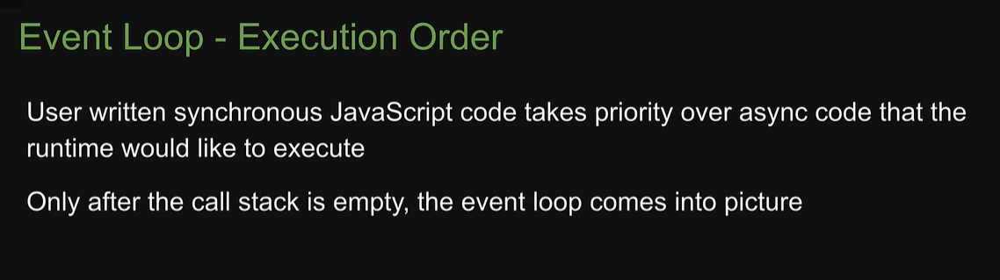 Event Loop - Execution Order
User written synchronous JavaScript code takes priority over async code that the
runtime would like to execute
Only after the call stack is empty, the event loop comes into picture